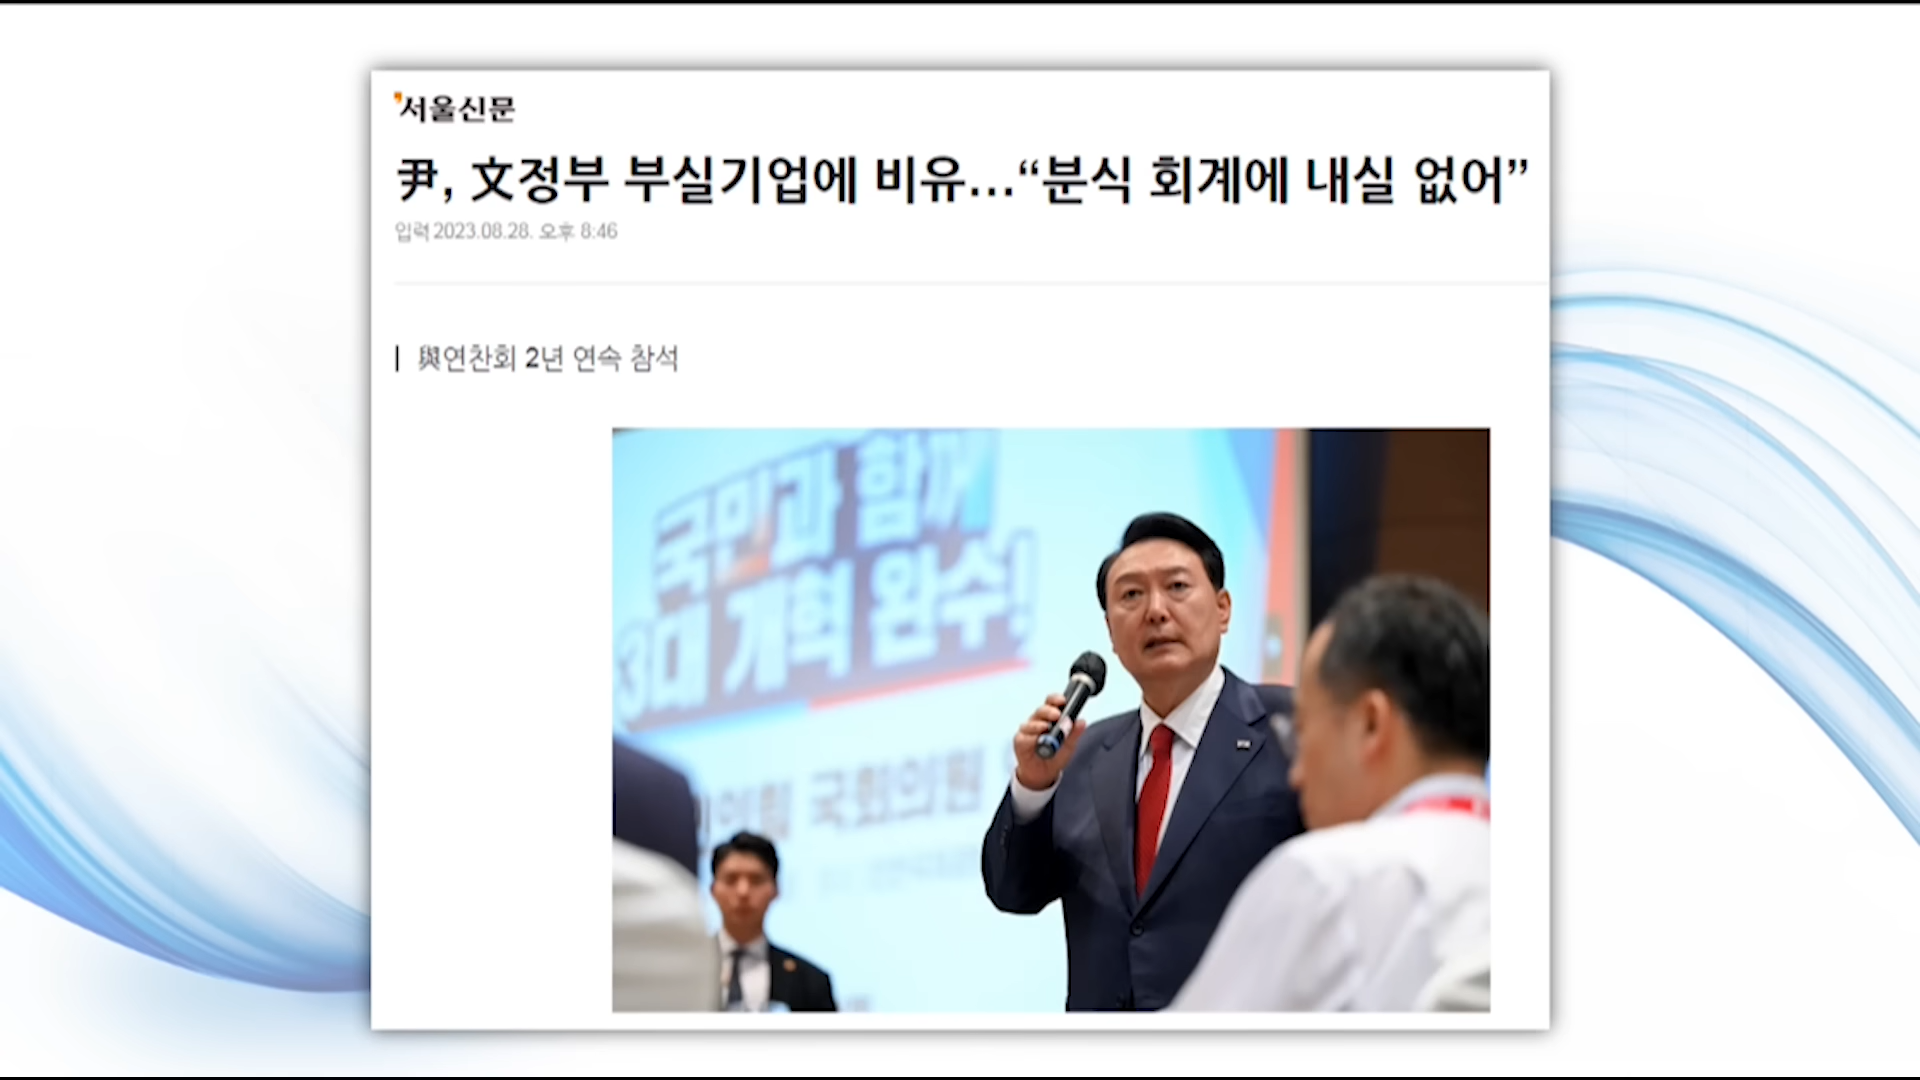 서울신문
尹, 文정부 부실기업에 비유…“분식 회계에 내실 없어”
입력 2023.08.28. 오후 8:46
與연찬회 2년 연속 참석
국민과 함께
3대 개혁 완수!
국회의원